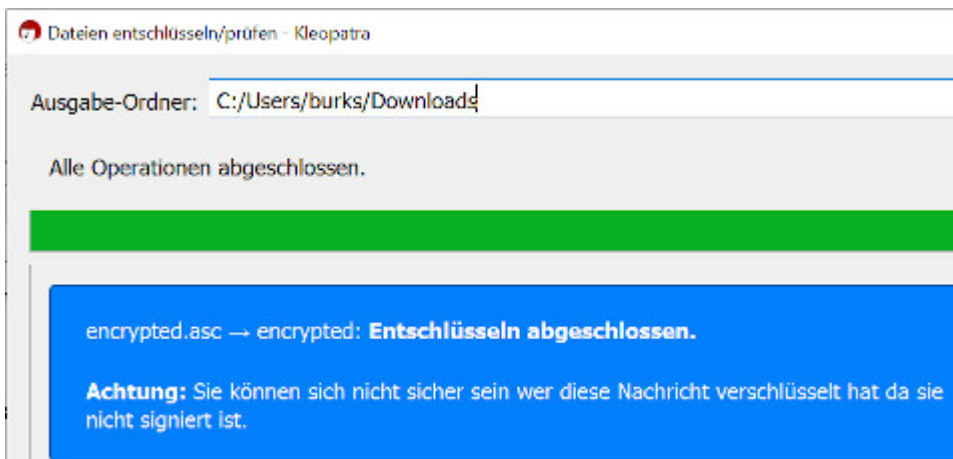 Dateien entschlüsseln/prüfen - Kleopatra
Ausgabe-Ordner: C:/Users/burks/Downloads
Alle Operationen abgeschlossen.
encrypted.asc → encrypted: Entschlüsseln abgeschlossen.
Achtung: Sie können sich nicht sicher sein wer diese Nachricht verschlüsselt hat da sie
nicht signiert ist.